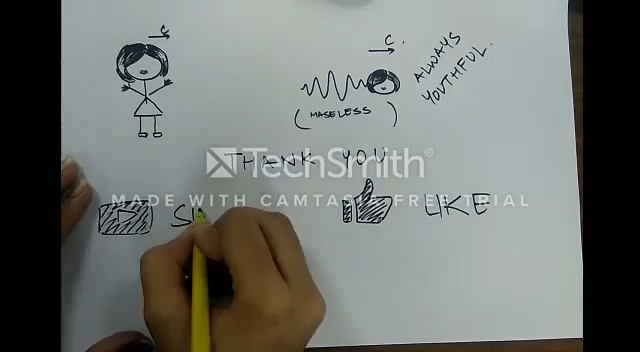 C
C.
ALWAYS
YOUTHFUL.
(MASELESS)
THANK YOU
TechSmith®
MADE WITH CAMTASIA FREE TRIAL
LIKE